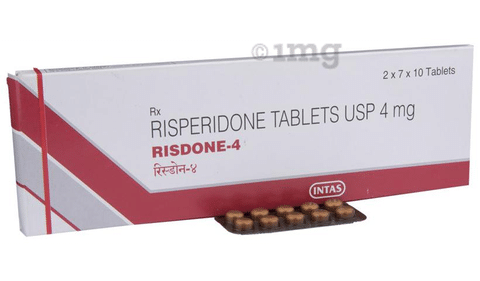 ©1mg
2 x 7 x 10 Tablets
Rx
RISPERIDONE TABLETS USP 4 mg
RISDONE-4
रिस्डोन-४
INTAS